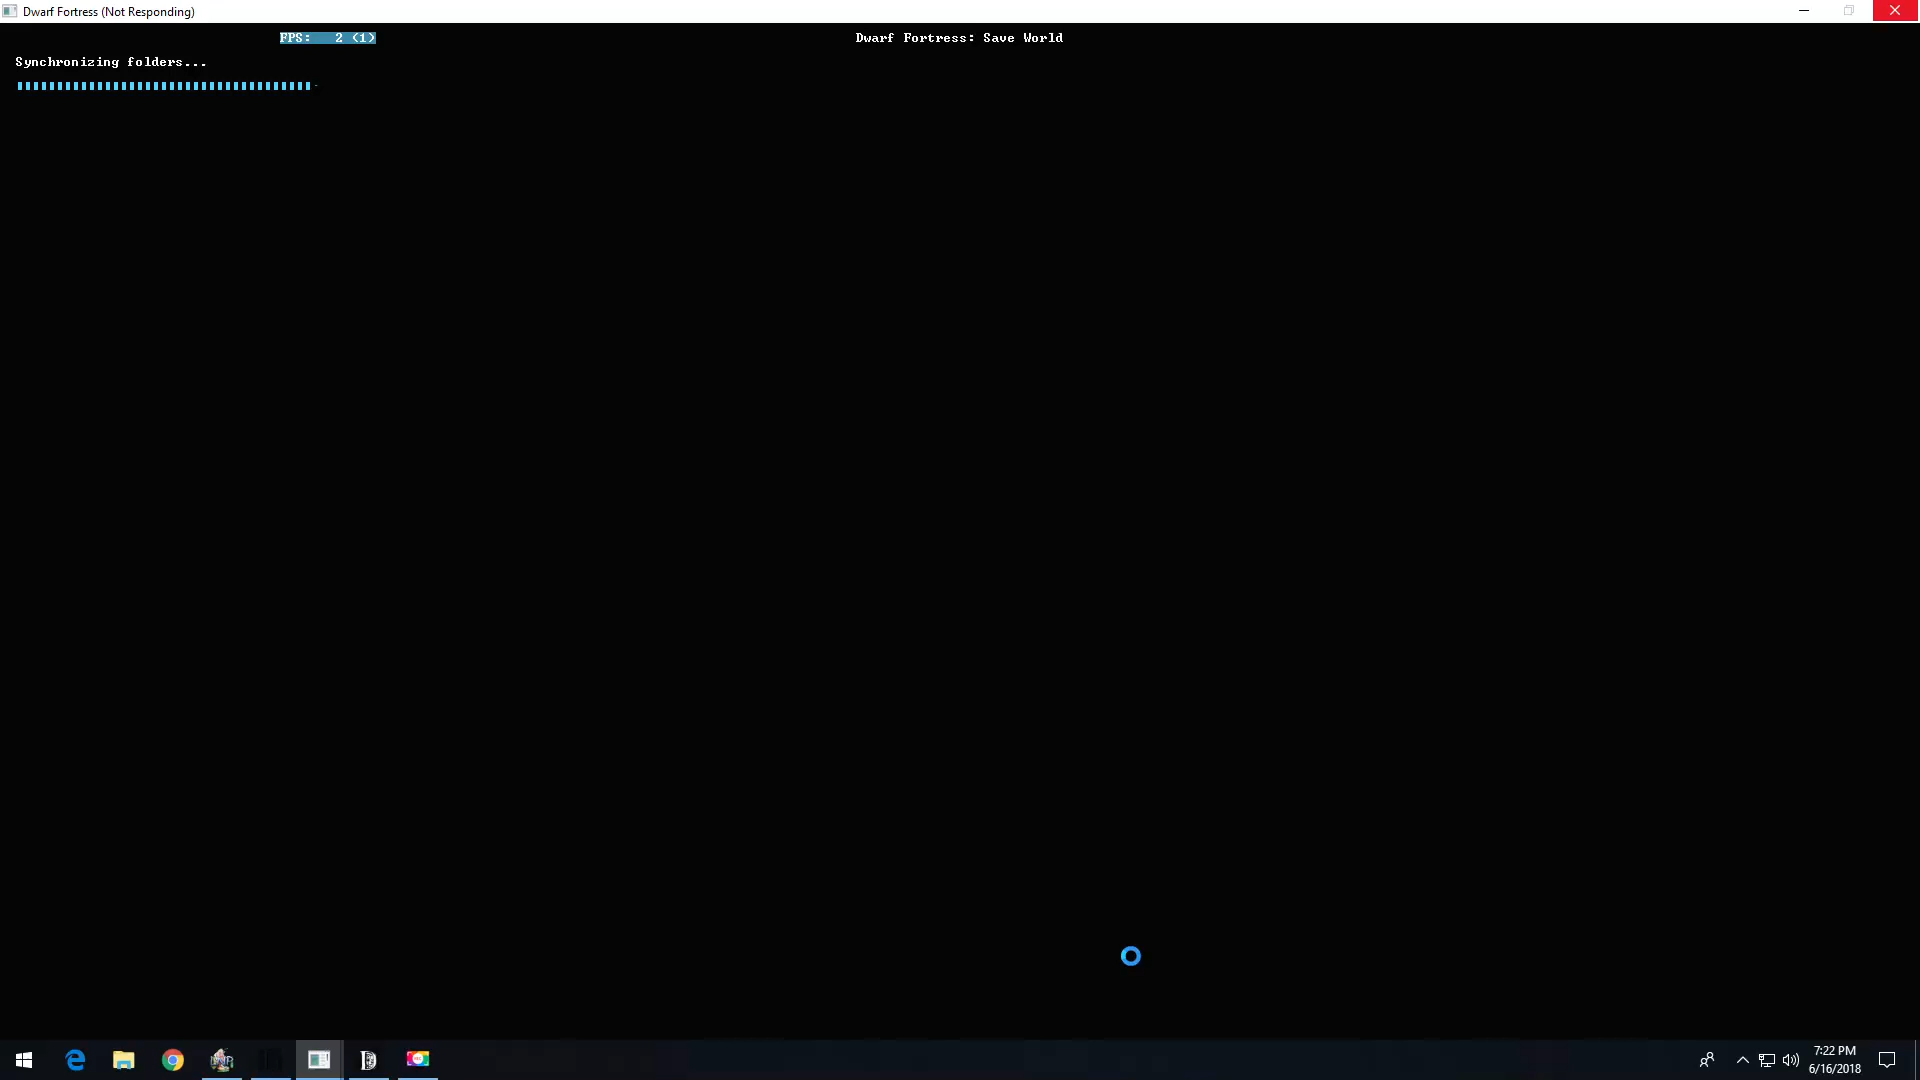 Dwarf Fortress (Not Responding)
FPS:   2 (1)
Dwarf Fortress: Save World
Synchronizing folders...
7:22 PM
6/16/2018